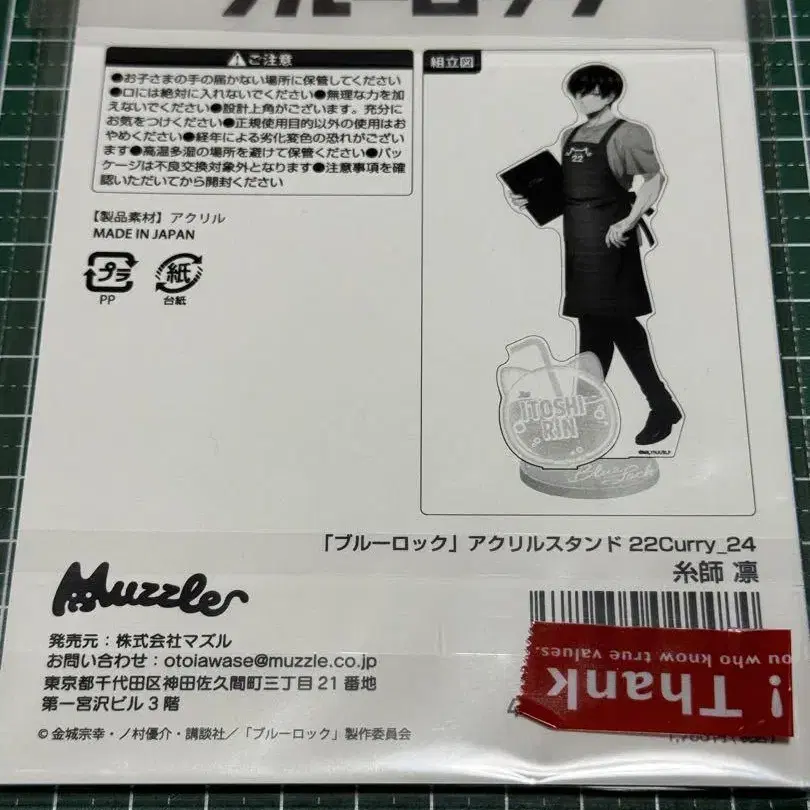 ブルーロック
ご注意
●お子さまの手の届かない場所に保管してください
●口には絶対に入れないでください●無理な力を加
えないでください●設計上角がございます。充分に
お気をつけください●正規使用目的以外の使用はお
やめください●経年による劣化変色の恐れがござい
ます●高温多湿の場所を避けて保管ください●パッ
ケージは不良交換対象外となります●注意事項を確
認いただいてから開封ください
【製品素材】アクリル
MADE IN JAPAN
プラ
PP
紙
台紙
組立図
22
ITOSHI
RIN
「ブルーロック」アクリルスタンド 22Curry_24
糸師 凛
Muzzle
発売元：株式会社マズル
お問い合わせ：otoiawase@muzzle.co.jp
東京都千代田区神田佐久間町三丁目21番地
第一宮沢ビル3階
©金城宗幸・ノ村優介・講談社／「ブルーロック」製作委員会
ou who know true values.
Thank
!